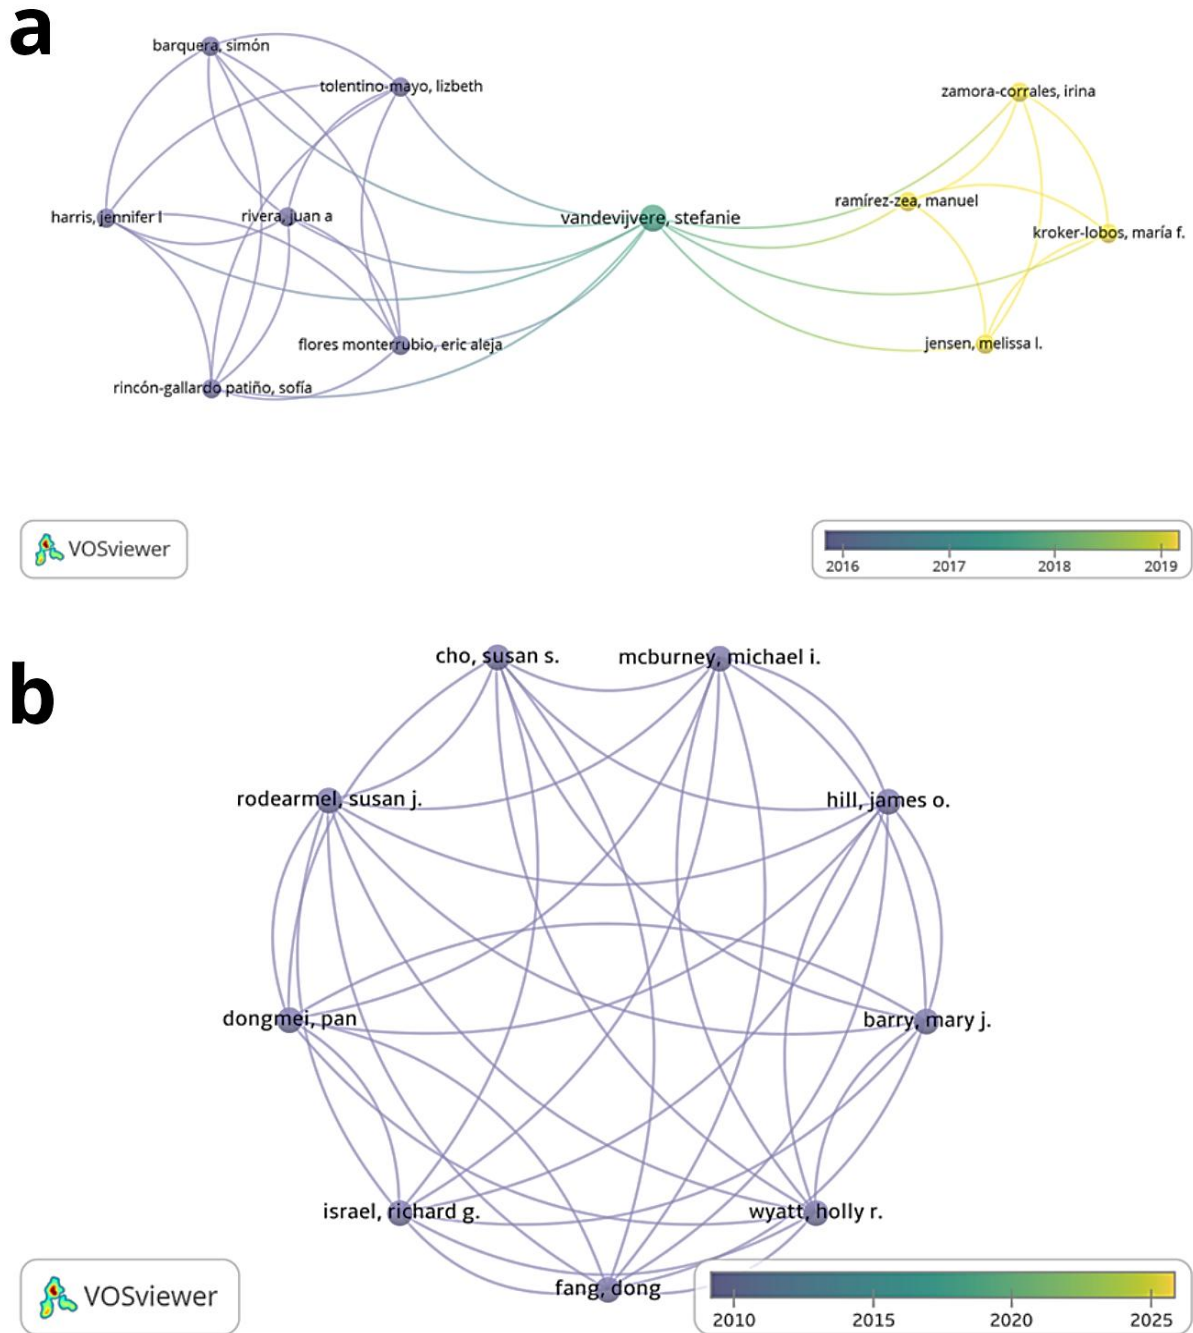 a
barquera, simón
tolentino-mayo, lizbeth
zamora-corrales, irina
ramírez-zea, manuel
harris, jennifer l
rivera, juan a
vandevijvere, stefanie
kroker-lobos, maría f.
flores monterrubio, eric aleja
jensen, melissa l.
rincón-gallardo patiño, sofía
VOSviewer
2016 2017 2018 2019
b
cho, susan s.
mcburney, michael i.
rodearmel, susan j.
hill, james o.
dongmei, pan
barry, mary j.
israel, richard g.
wyatt, holly r.
fang, dong
VOSviewer
2010 2015 2020 2025